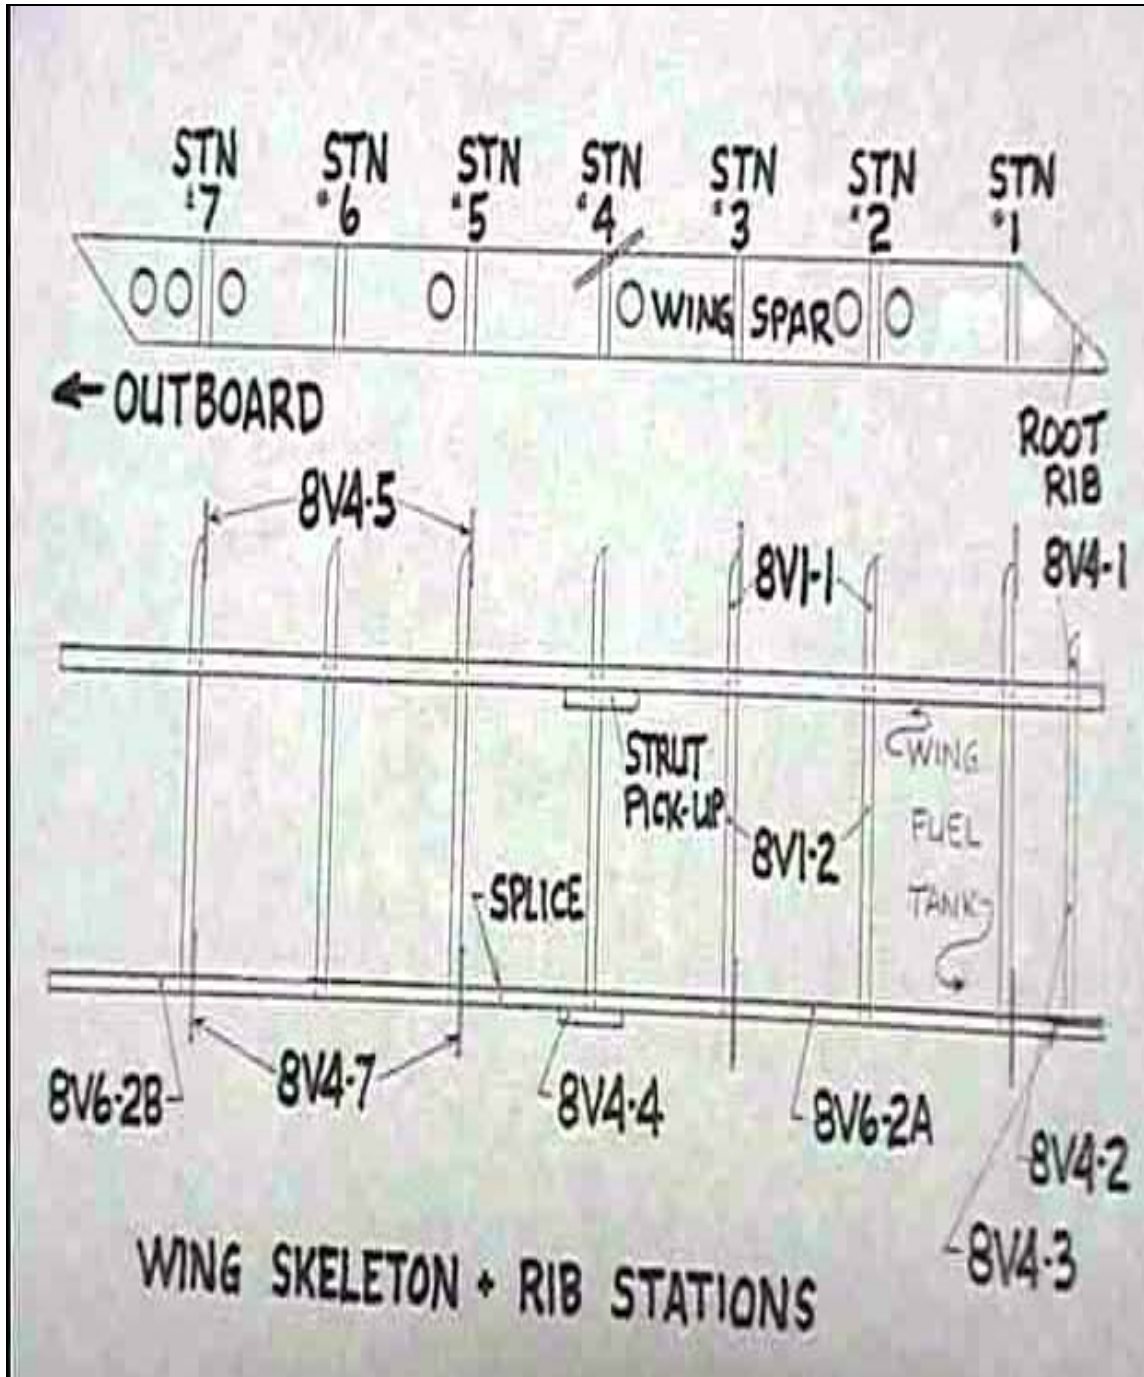 STN STN STN STN STN STN STN
#7 #6 #5 #4 #3 #2 #1
WING SPAR
← OUTBOARD
ROOT
RIB
8V4-5
8V1-1
8V4-1
STRUT
PICK-UP
WING
FUEL
TANK
8V1-2
SPLICE
8V6-2B
8V4-7
8V4-4
8V6-2A
8V4-2
8V4-3
WING SKELETON + RIB STATIONS